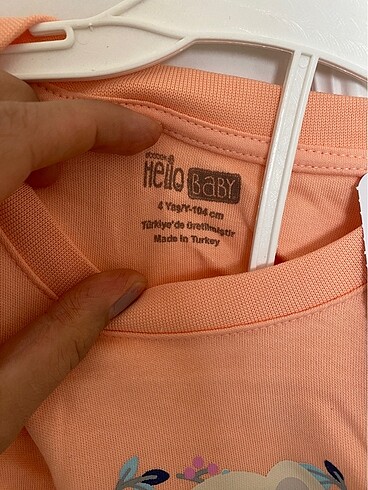 Hello BABY
4 Yaş/Y-104 cm
Türkiye'de üretilmiştir
Made in Turkey